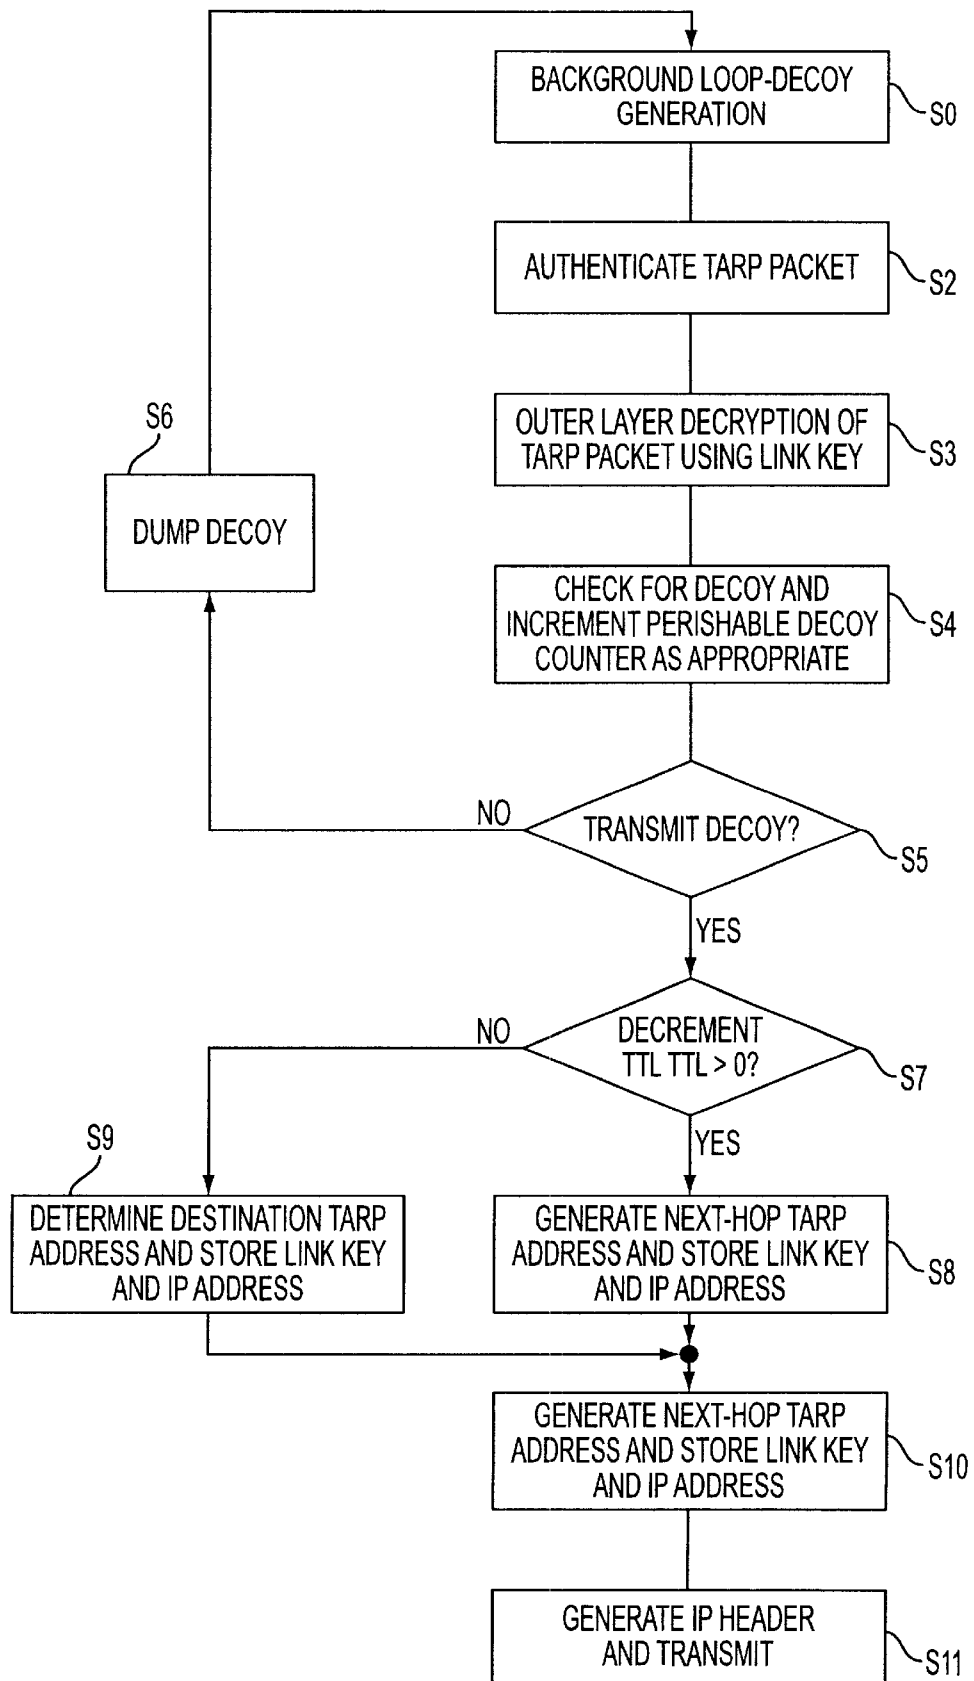 BACKGROUND LOOP-DECOY
GENERATION
S0
AUTHENTICATE TARP PACKET
S2
OUTER LAYER DECRYPTION OF
TARP PACKET USING LINK KEY
S3
S6
DUMP DECOY
CHECK FOR DECOY AND
INCREMENT PERISHABLE DECOY
COUNTER AS APPROPRIATE
S4
NO
TRANSMIT DECOY?
S5
YES
NO
DECREMENT
TTL TTL > 0?
S7
YES
S9
DETERMINE DESTINATION TARP
ADDRESS AND STORE LINK KEY
AND IP ADDRESS
GENERATE NEXT-HOP TARP
ADDRESS AND STORE LINK KEY
AND IP ADDRESS
S8
GENERATE NEXT-HOP TARP
ADDRESS AND STORE LINK KEY
AND IP ADDRESS
S10
GENERATE IP HEADER
AND TRANSMIT
S11